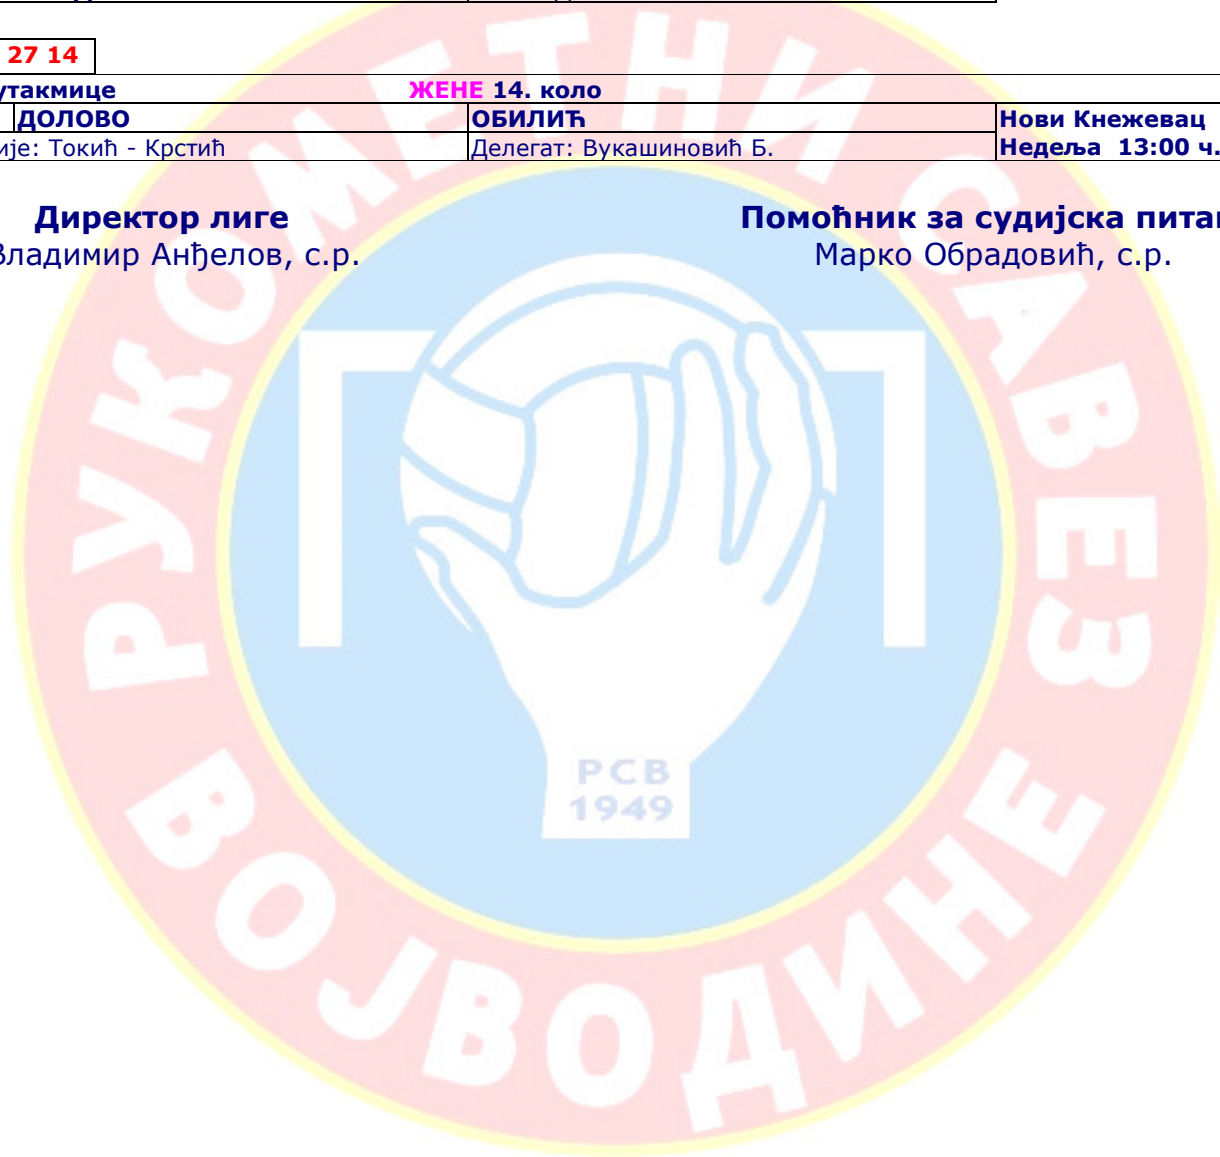 27 14
утакмице ЖЕНЕ 14. коло
ДОЛОВО ОБИЛИЋ Нови Кнежевац
ије: Токић - Крстић Делегат: Вукашиновић Б. Недеља 13:00 ч.
Директор лиге Помоћник за судијска питањ
Владимир Анђелов, с.р. Марко Обрадовић, с.р.
РУКОМЕТНИ САВЕЗ
ВОЈВОДИНЕ
РСВ
1949